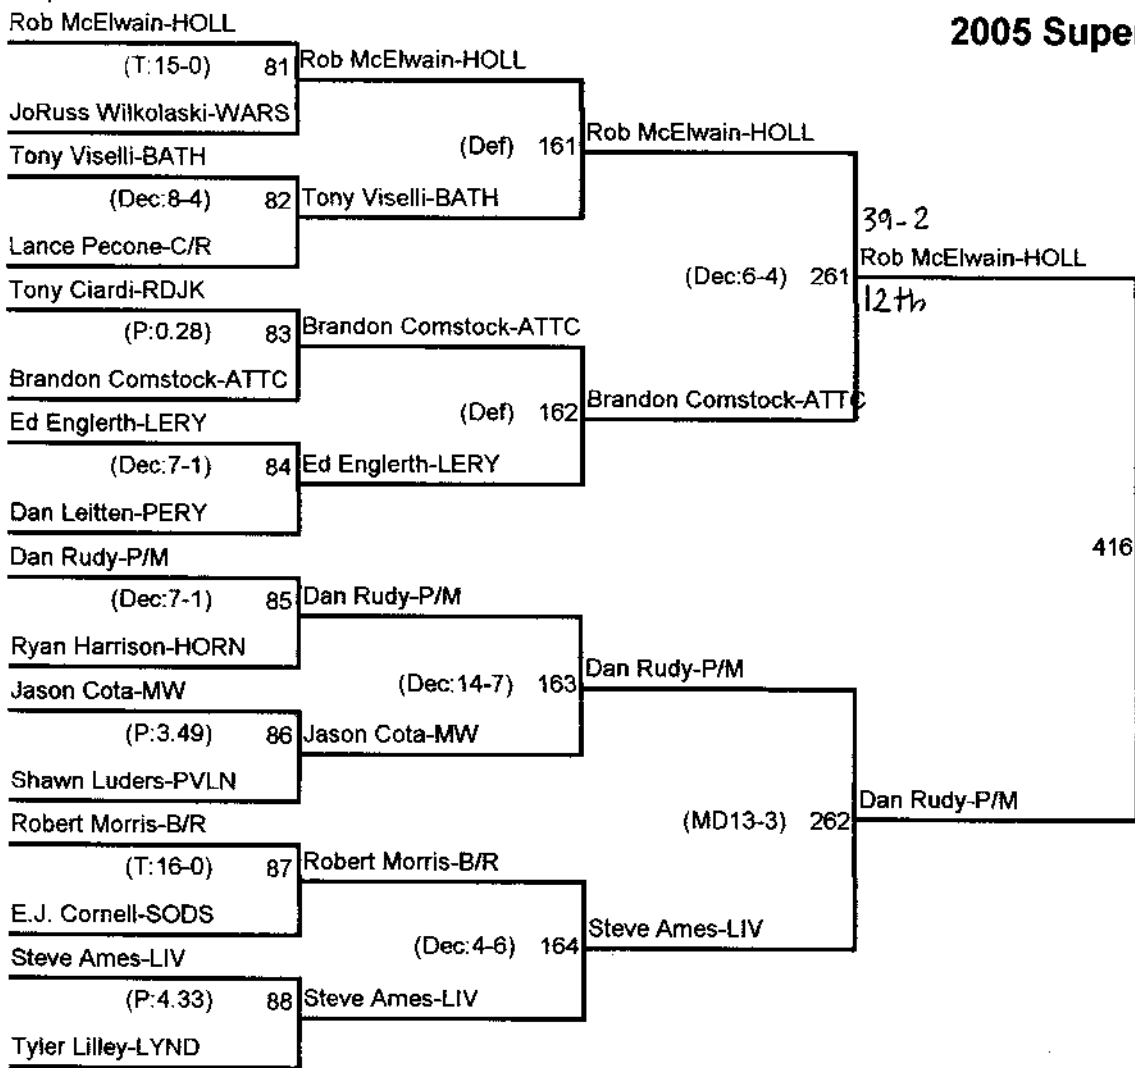 2005 Supe
Rob McElwain-HOLL
(T:15-0) 81 Rob McElwain-HOLL
JoRuss Wilkolaski-WARS
Tony Viselli-BATH
(Def) 161 Rob McElwain-HOLL
(Dec:8-4) 82 Tony Viselli-BATH
Lance Pecone-C/R
39-2
Tony Ciardi-RDJK
(Dec:6-4) 261 Rob McElwain-HOLL
12th
(P:0.28) 83 Brandon Comstock-ATTC
Brandon Comstock-ATTC
Ed Englerth-LERY
(Def) 162 Brandon Comstock-ATTC
(Dec:7-1) 84 Ed Englerth-LERY
Dan Leitten-PERY
416
Dan Rudy-P/M
(Dec:7-1) 85 Dan Rudy-P/M
Ryan Harrison-HORN
Jason Cota-MW
(Dec:14-7) 163 Dan Rudy-P/M
(P:3.49) 86 Jason Cota-MW
Shawn Luders-PVLN
Robert Morris-B/R
(MD13-3) 262 Dan Rudy-P/M
(T:16-0) 87 Robert Morris-B/R
E.J. Cornell-SODS
Steve Ames-LIV
(Dec:4-6) 164 Steve Ames-LIV
(P:4.33) 88 Steve Ames-LIV
Tyler Lilley-LYND